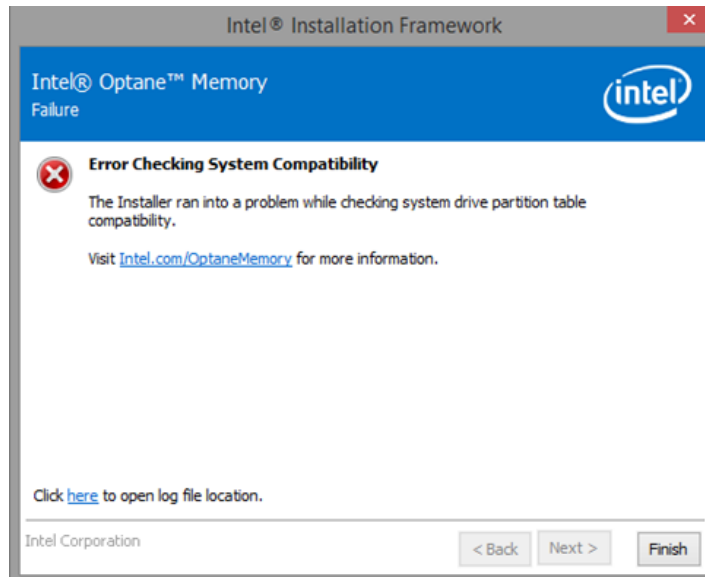 Intel® Installation Framework
×
Intel® Optane™ Memory
Failure
intel
Error Checking System Compatibility
The Installer ran into a problem while checking system drive partition table
compatibility.
Visit Intel.com/OptaneMemory for more information.
Click here to open log file location.
Intel Corporation
< Back
Next >
Finish